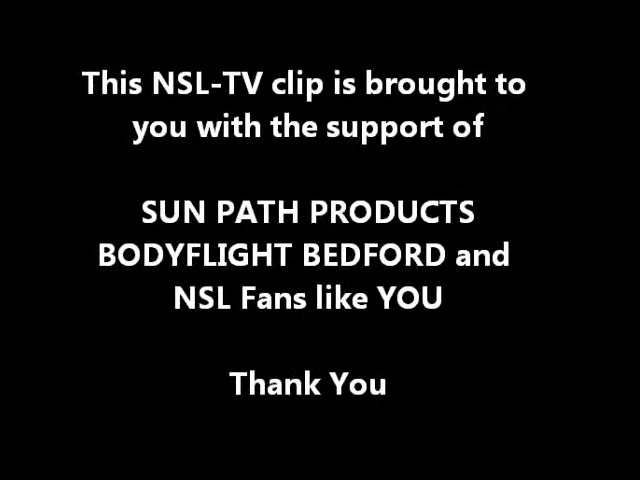 This NSL-TV clip is brought to
you with the support of
SUN PATH PRODUCTS
BODYFLIGHT BEDFORD and
NSL Fans like YOU
Thank You